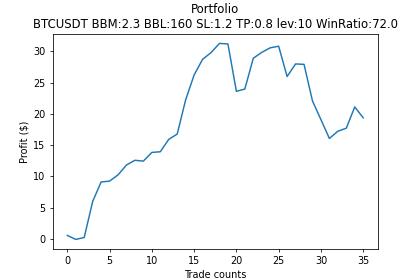 Portfolio
BTCUSDT BBM:2.3 BBL:160 SL:1.2 TP:0.8 lev:10 WinRatio:72.0
30
25
20
15
10
5
0
Profit ($)
0 5 10 15 20 25 30 35
Trade counts